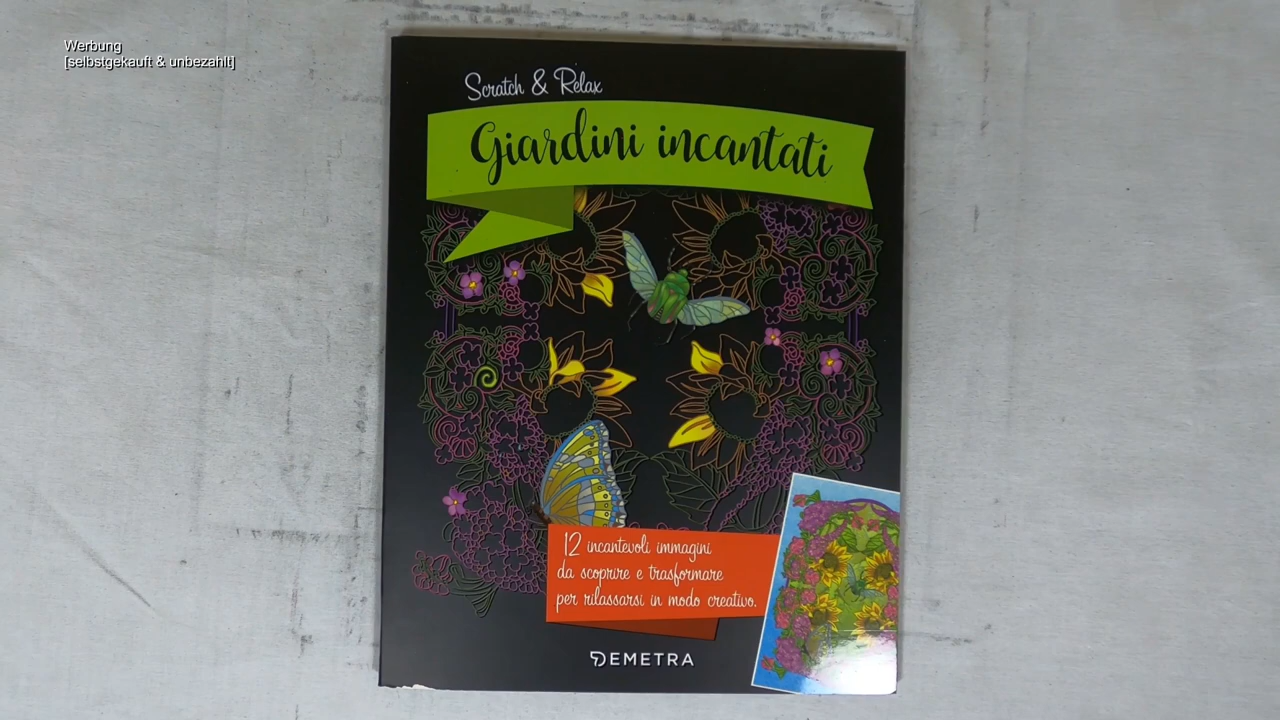 Werbung
[selbstgekauft & unbezahlt]
Scratch & Relax
Giardini incantati
12 incantevoli immagini
da scoprire e trasformare
per rilassarsi in modo creativo.
DEMETRA